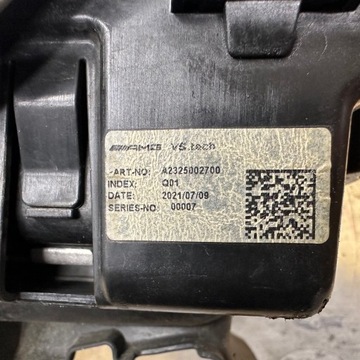 AMG vS.tech
-ART-NO: A2325002700
INDEX: Q01
DATE: 2021/07/09
SERIES-NO: 00007